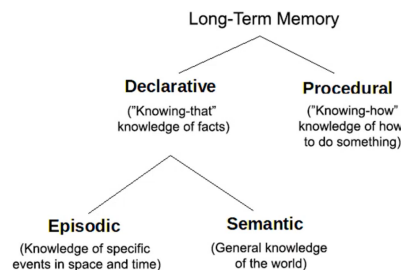 Long-Term Memory
Declarative
("Knowing-that"
knowledge of facts)
Procedural
("Knowing-how"
knowledge of how
to do something)
Episodic
(Knowledge of specific
events in space and time)
Semantic
(General knowledge
of the world)